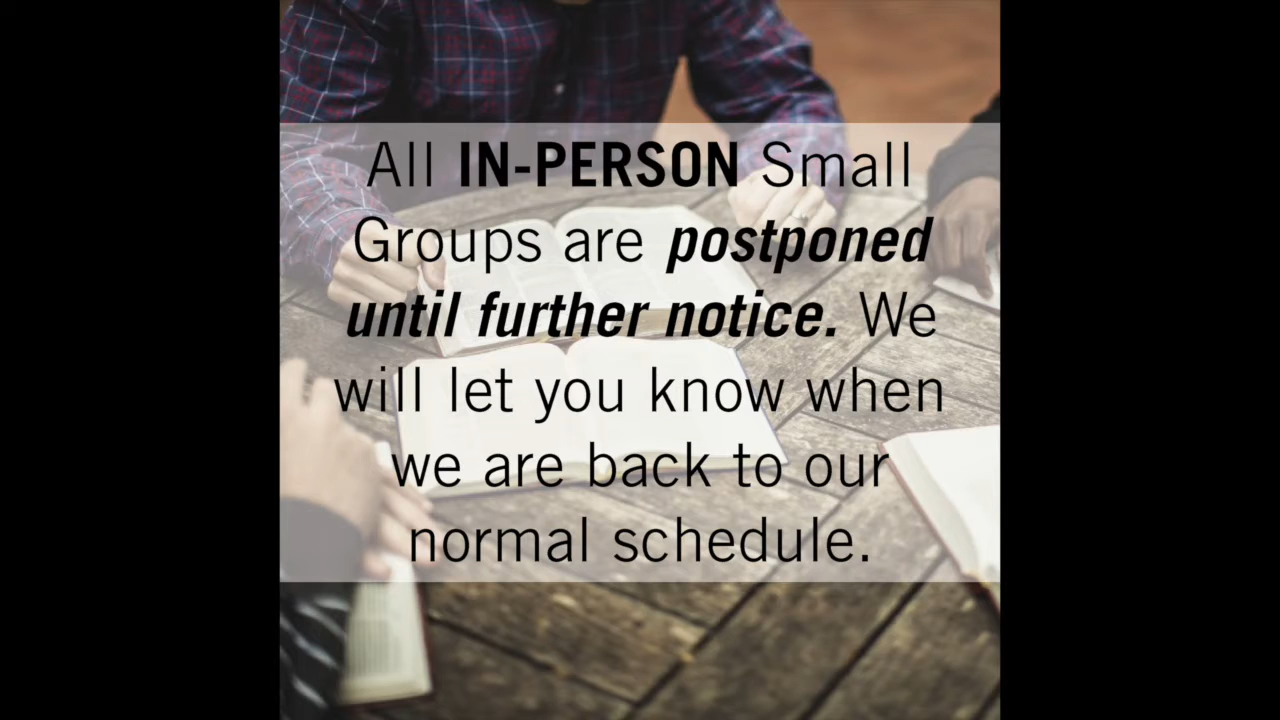 All IN-PERSON Small
Groups are postponed
until further notice. We
will let you know when
we are back to our
normal schedule.